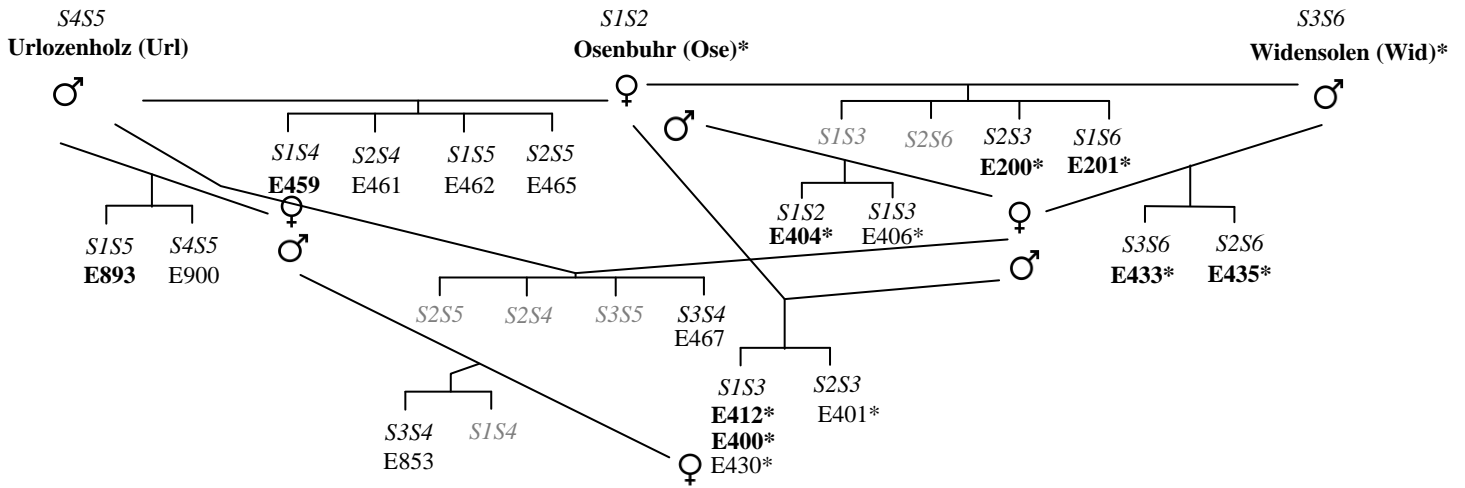 S4S5
Urlozenholz (Url)
S1S2
Osenbuhr (Ose)*
S3S6
Widensolen (Wid)*
♂
♀
♂
♂
S1S4
E459
S2S4
E461
S1S5
E462
S2S5
E465
S1S3
S2S6
S2S3
E200*
S1S6
E201*
S1S2
E404*
S1S3
E406*
♀
♂
♀
♂
S1S5
E893
S4S5
E900
S3S6
E433*
S2S6
E435*
S2S5
S2S4
S3S5
S3S4
E467
S1S3
E412*
E400*
E430*
S2S3
E401*
S3S4
E853
S1S4
♀